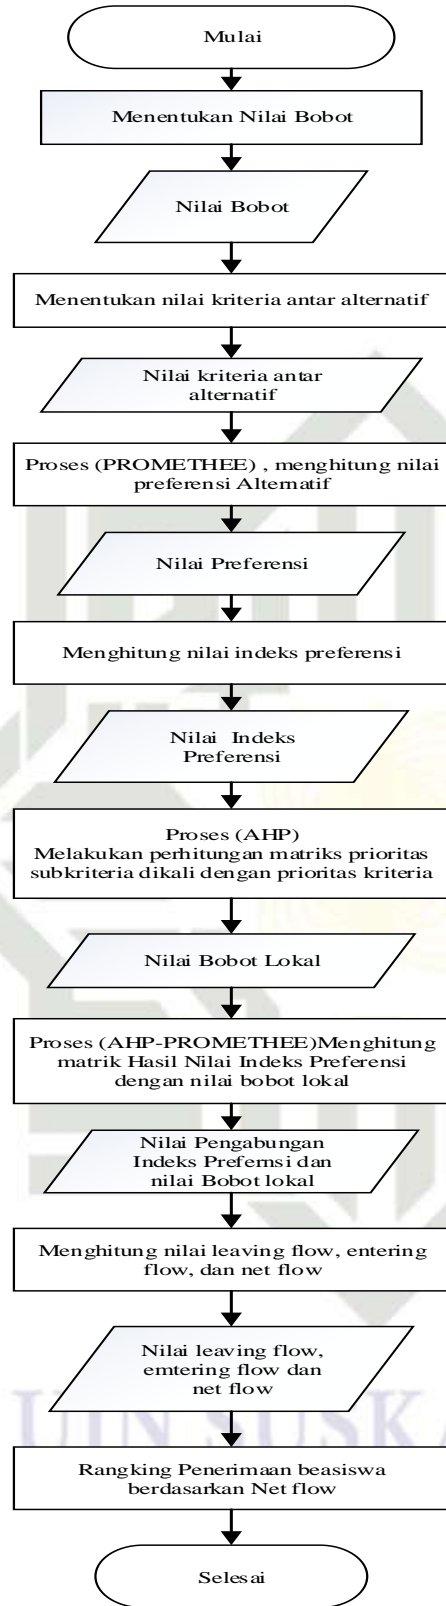 Mulai
Menentukan Nilai Bobot
Nilai Bobot
Menentukan nilai kriteria antar alternatif
Nilai kriteria antar
alternatif
Proses (PROMETHEE) , menghitung nilai
preferensi Alternatif
Nilai Preferensi
Menghitung nilai indeks preferensi
Nilai Indeks
Preferensi
Proses (AHP)
Melakukan perhitungan matriks prioritas
subkriteria dikali dengan prioritas kriteria
Nilai Bobot Lokal
Proses (AHP-PROMETHEE)Menghitung
matrik Hasil Nilai Indeks Preferensi
dengan nilai bobot lokal
Nilai Pengabungan
Indeks Prefernsi dan
nilai Bobot lokal
Menghitung nilai leaving flow, entering
flow, dan net flow
Nilai leaving flow,
emtering flow dan
net flow
UIN SUSKA
Rangking Penerimaan beasiswa
berdasarkan Net flow
Selesai